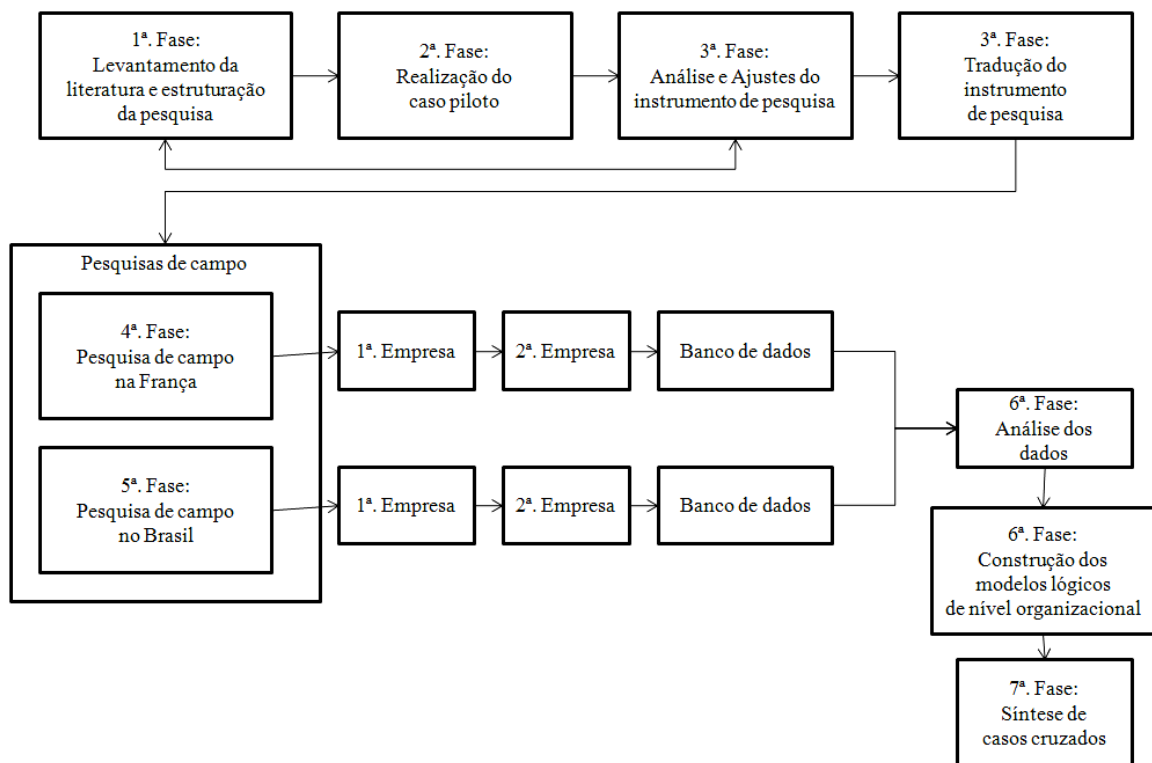 1ª. Fase:
Levantamento da
literatura e estruturação
da pesquisa
2ª. Fase:
Realização do
caso piloto
3ª. Fase:
Análise e Ajustes do
instrumento de pesquisa
3ª. Fase:
Tradução do
instrumento
de pesquisa
Pesquisas de campo
4ª. Fase:
Pesquisa de campo
na França
1ª. Empresa
2ª. Empresa
Banco de dados
5ª. Fase:
Pesquisa de campo
no Brasil
1ª. Empresa
2ª. Empresa
Banco de dados
6ª. Fase:
Análise dos
dados
6ª. Fase:
Construção dos
modelos lógicos
de nível organizacional
7ª. Fase:
Síntese de
casos cruzados